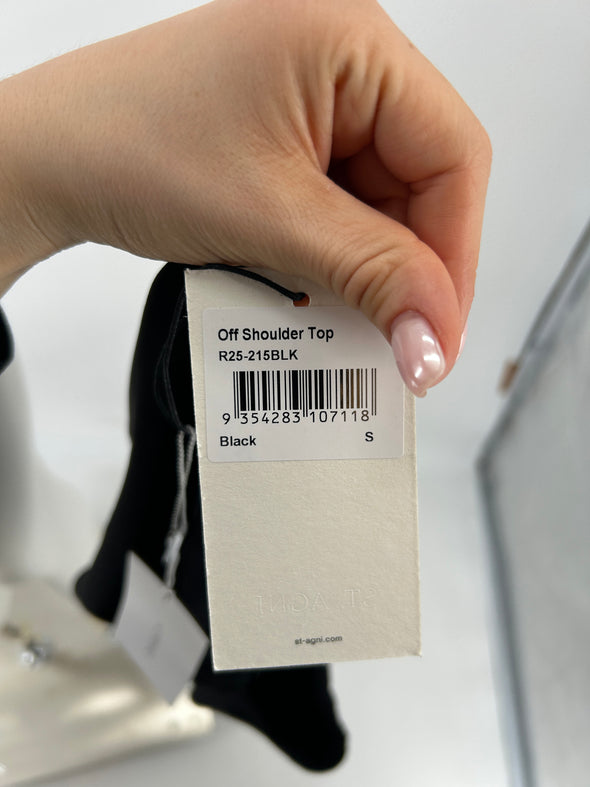 Off Shoulder Top
R25-215BLK
9 354283 107118
Black S
ST. AGNI
st-agni.com